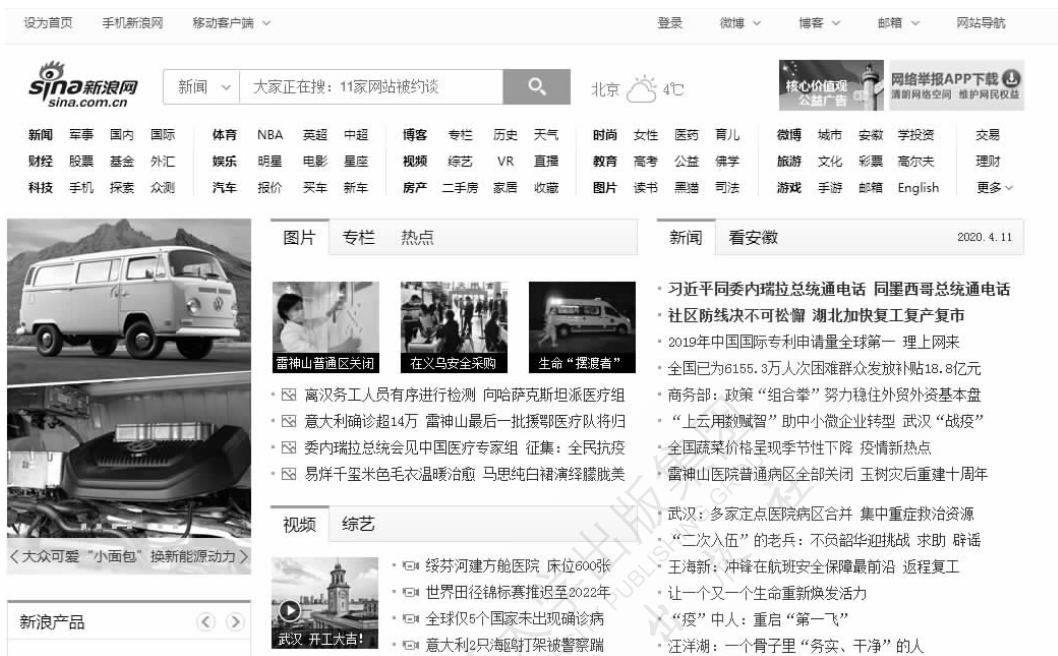 设为首页 手机新浪网 移动客户端 登录 微博 博客 邮箱 网站导航
sina新浪网
sina.com.cn
新闻 大家正在搜：11家网站被约谈
北京 4℃
核心价值观
公益广告
网络举报APP下载
清朗网络空间 维护网民权益
新闻 军事 国内 国际 体育 NBA 英超 中超 博客 专栏 历史 天气 时尚 女性 医药 育儿 微博 城市 安徽 学投资 交易
财经 股票 基金 外汇 娱乐 明星 电影 星座 视频 综艺 VR 直播 教育 高考 公益 佛学 旅游 文化 彩票 高尔夫 理财
科技 手机 探索 众测 汽车 报价 买车 新车 房产 二手房 家居 收藏 图片 读书 黑猫 司法 游戏 手游 邮箱 English 更多
大众可爱“小面包”换新能源动力
新浪产品
图片 专栏 热点
雷神山普通区关闭
在义乌安全采购
生命“摆渡者”
离汉务工人员有序进行检测 向哈萨克斯坦派医疗组
意大利确诊超14万 雷神山最后一批援鄂医疗队将归
委内瑞拉总统会见中国医疗专家组 征集：全民抗疫
易烊千玺米色毛衣温暖治愈 马思纯白裙演绎朦胧美
视频 综艺
武汉 开工大吉！
绥芬河建方舱医院 床位600张
世界田径锦标赛推迟至2022年
全球仅5个国家未出现确诊病
意大利2只海鸥打架被警察踹
新闻 看安徽 2020.4.11
习近平同委内瑞拉总统通电话 同墨西哥总统通电话
社区防线决不可松懈 湖北加快复工复产复市
2019年中国国际专利申请量全球第一 理上网来
全国已为6155.3万人次困难群众发放补贴18.8亿元
商务部：政策“组合拳”努力稳住外贸外资基本盘
“上云用数赋智”助中小微企业转型 武汉“战疫”
全国蔬菜价格呈现季节性下降 疫情新热点
雷神山医院普通病区全部关闭 玉树灾后重建十周年
武汉：多家定点医院病区合并 集中重症救治资源
“二次入伍”的老兵：不负韶华迎挑战 求助 辟谣
王海新：冲锋在航班安全保障最前沿 返程复工
让一个又一个生命重新焕发活力
“疫”中人：重启“第一飞”
汪洋湖：一个骨子里“务实、干净”的人